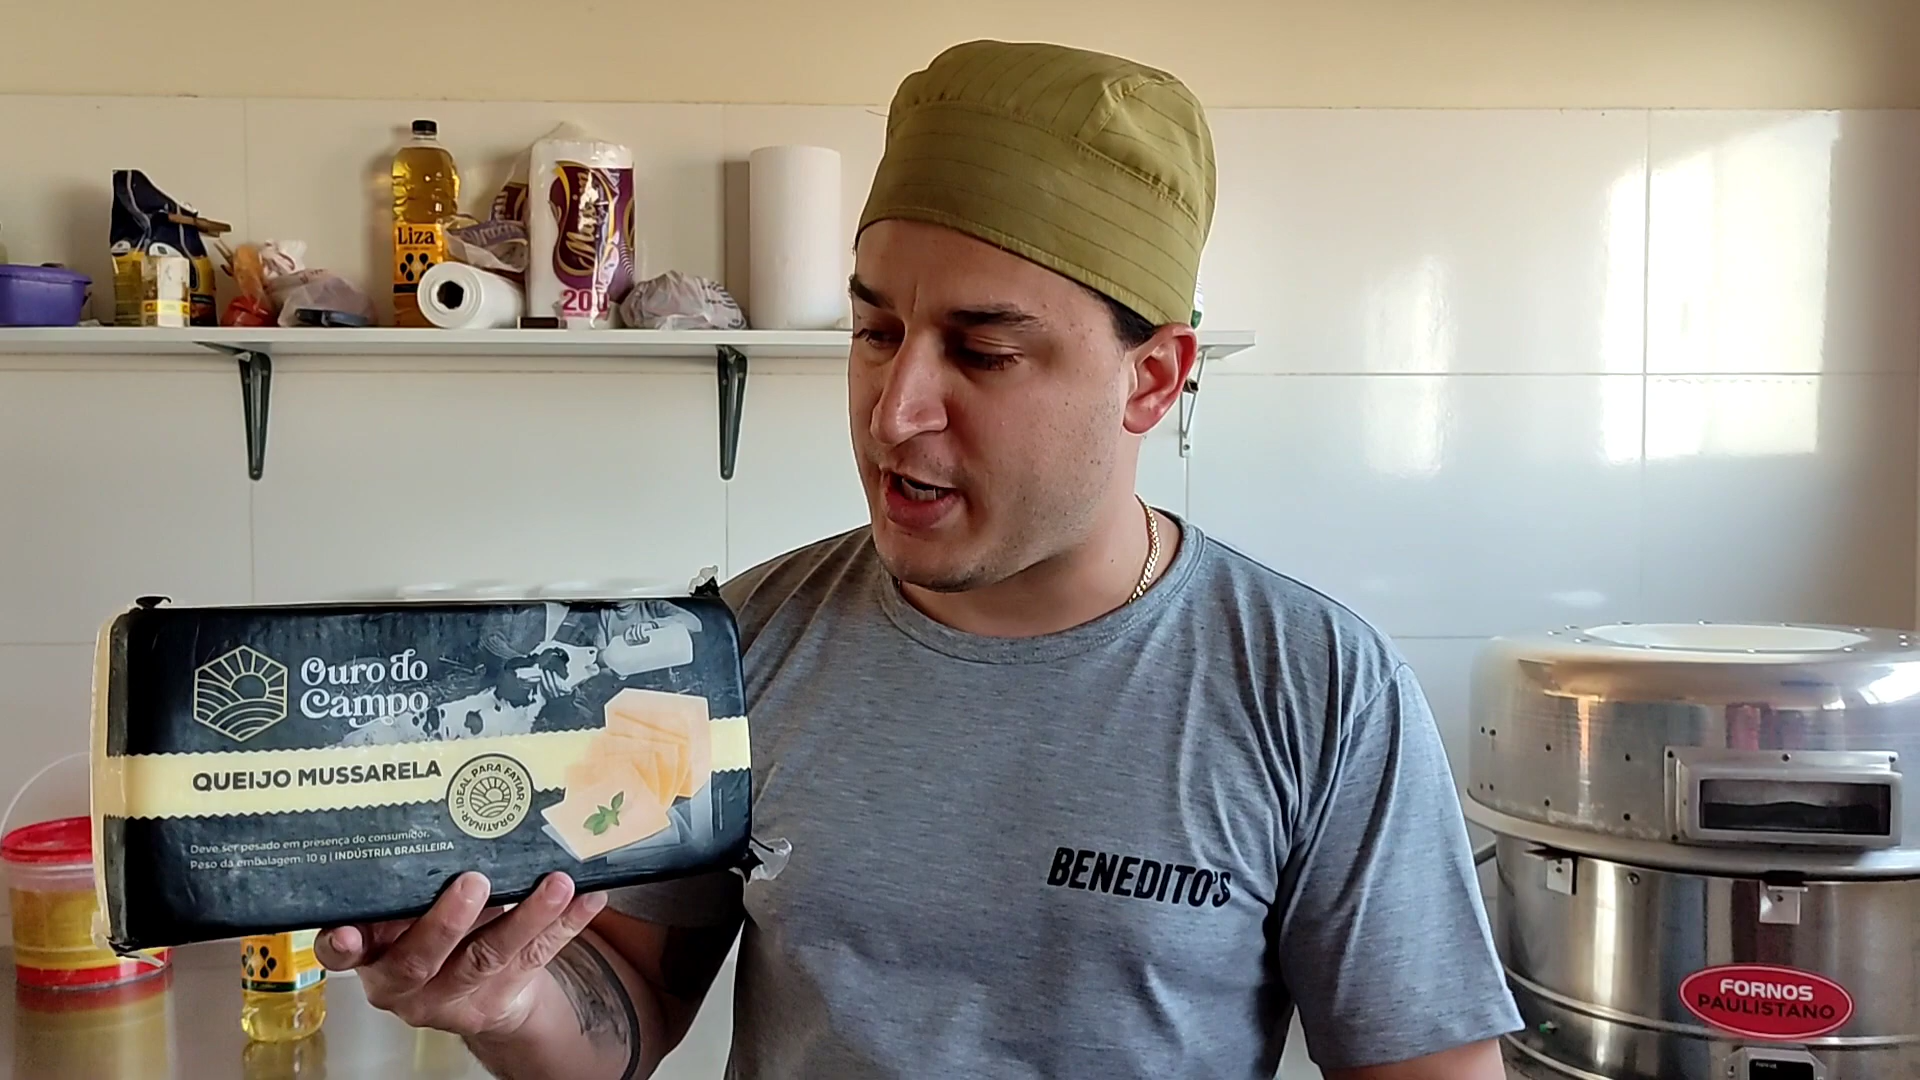 Liza
Maxim
200
Ouro do
Campo
QUEIJO MUSSARELA
IDEAL PARA FATIAR E GRATINAR
Deve ser pesado em presença do consumidor.
Peso da embalagem: 10 g | INDÚSTRIA BRASILEIRA
BENEDITO'S
FORNOS
PAULISTANO